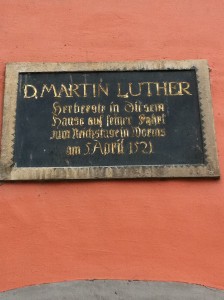 D. MARTIN LUTHER
Herbergte in diesem
Hause auf seiner Fahrt
zum Reichstage in Worms
am 5. April 1521